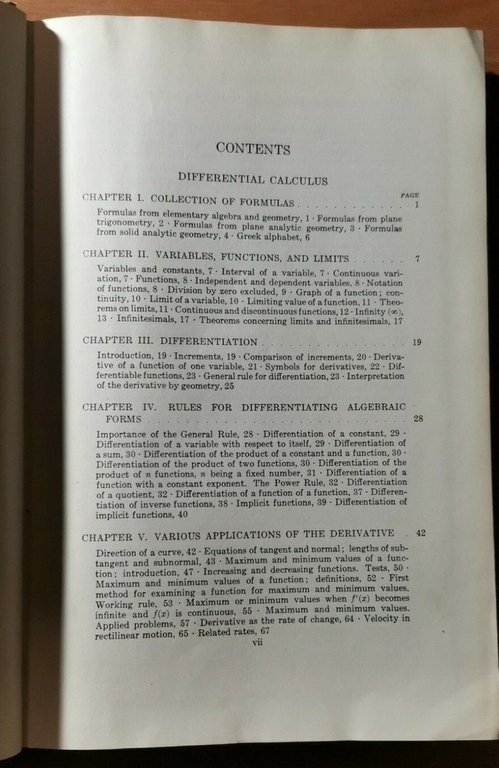 CONTENTS
DIFFERENTIAL CALCULUS
PAGE
CHAPTER I. COLLECTION OF FORMULAS . . . . . . . . . . . 1
Formulas from elementary algebra and geometry, 1 · Formulas from plane
trigonometry, 2 · Formulas from plane analytic geometry, 3 · Formulas
from solid analytic geometry, 4 · Greek alphabet, 6
CHAPTER II. VARIABLES, FUNCTIONS, AND LIMITS . . . . . . 7
Variables and constants, 7 · Interval of a variable, 7 · Continuous vari-
ation, 7 · Functions, 8 · Independent and dependent variables, 8 · Notation
of functions, 8 · Division by zero excluded, 9 · Graph of a function; con-
tinuity, 10 · Limit of a variable, 10 · Limiting value of a function, 11 · Theo-
rems on limits, 11 · Continuous and discontinuous functions, 12 · Infinity (∞),
13 · Infinitesimals, 17 · Theorems concerning limits and infinitesimals, 17
CHAPTER III. DIFFERENTIATION . . . . . . . . . . . . . . 19
Introduction, 19 · Increments, 19 · Comparison of increments, 20 · Deriva-
tive of a function of one variable, 21 · Symbols for derivatives, 22 · Dif-
ferentiable functions, 23 · General rule for differentiation, 23 · Interpretation
of the derivative by geometry, 25
CHAPTER IV. RULES FOR DIFFERENTIATING ALGEBRAIC
FORMS . . . . . . . . . . . . . . . . . . . . . . . . 28
Importance of the General Rule, 28 · Differentiation of a constant, 29 ·
Differentiation of a variable with respect to itself, 29 · Differentiation of
a sum, 30 · Differentiation of the product of a constant and a function, 30 ·
Differentiation of the product of two functions, 30 · Differentiation of the
product of n functions, n being a fixed number, 31 · Differentiation of a
function with a constant exponent. The Power Rule, 32 · Differentiation
of a quotient, 32 · Differentiation of a function of a function, 37 · Differen-
tiation of inverse functions, 38 · Implicit functions, 39 · Differentiation of
implicit functions, 40
CHAPTER V. VARIOUS APPLICATIONS OF THE DERIVATIVE . 42
Direction of a curve, 42 · Equations of tangent and normal; lengths of sub-
tangent and subnormal, 43 · Maximum and minimum values of a func-
tion; introduction, 47 · Increasing and decreasing functions. Tests, 50 ·
Maximum and minimum values of a function; definitions, 52 · First
method for examining a function for maximum and minimum values.
Working rule, 53 · Maximum or minimum values when f'(x) becomes
infinite and f(x) is continuous, 55 · Maximum and minimum values.
Applied problems, 57 · Derivative as the rate of change, 64 · Velocity in
rectilinear motion, 65 · Related rates, 67
vii